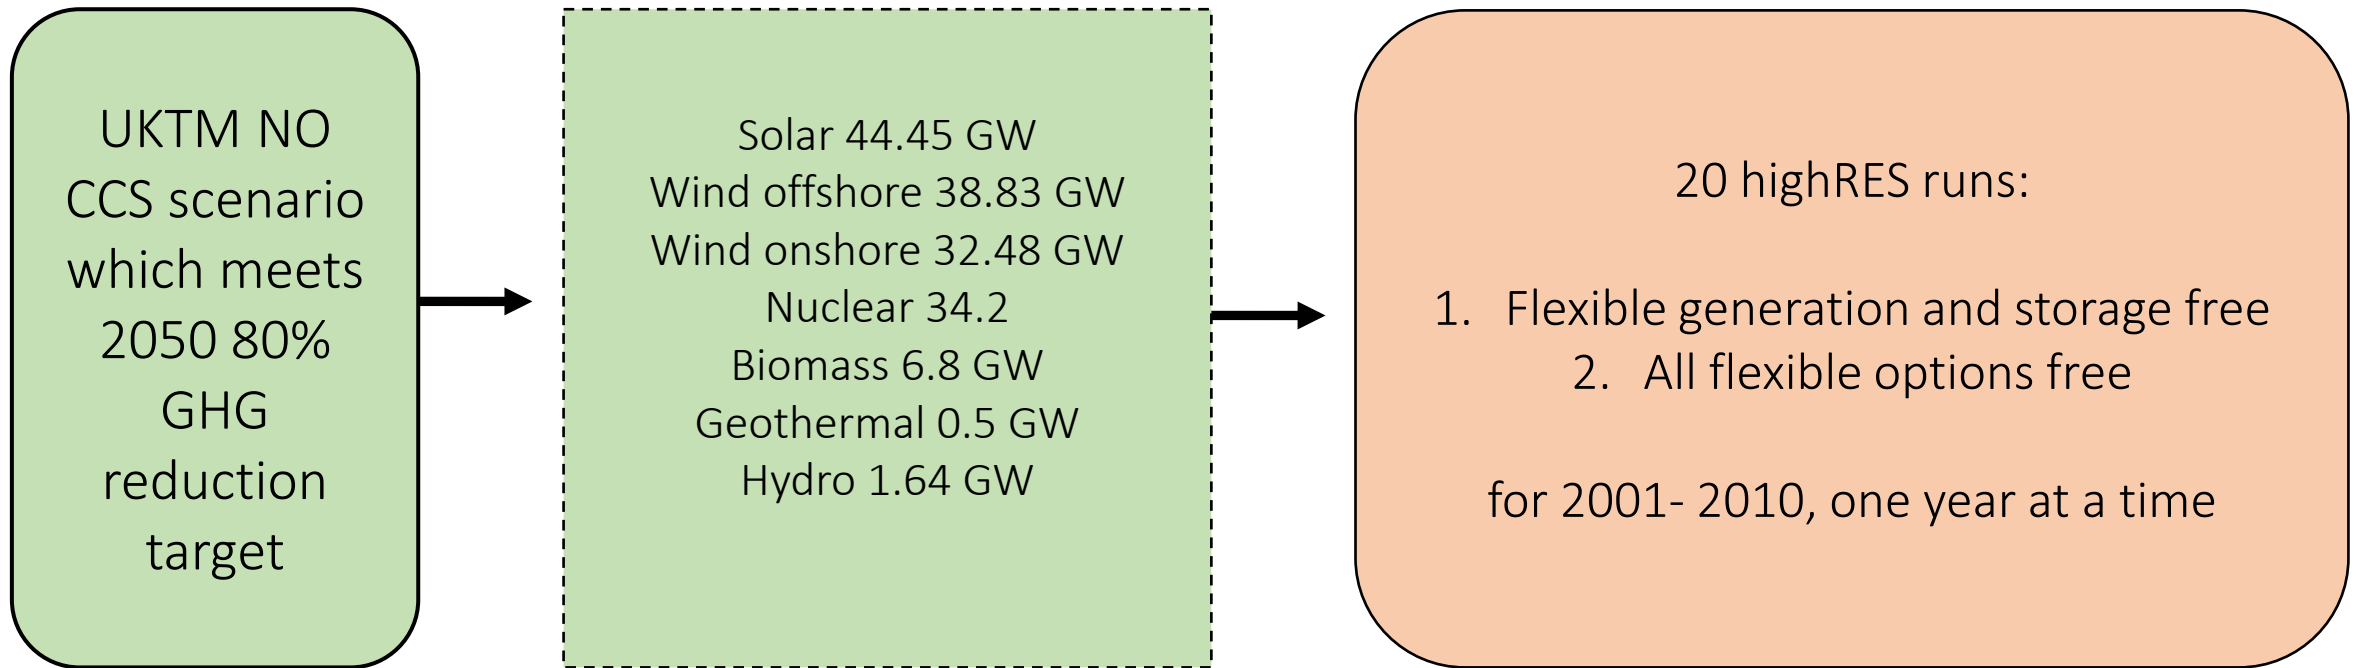 UKTM NO
CCS scenario
which meets
2050 80%
GHG
reduction
target
Solar 44.45 GW
Wind offshore 38.83 GW
Wind onshore 32.48 GW
Nuclear 34.2
Biomass 6.8 GW
Geothermal 0.5 GW
Hydro 1.64 GW
20 highRES runs:
1. Flexible generation and storage free
2. All flexible options free
for 2001- 2010, one year at a time